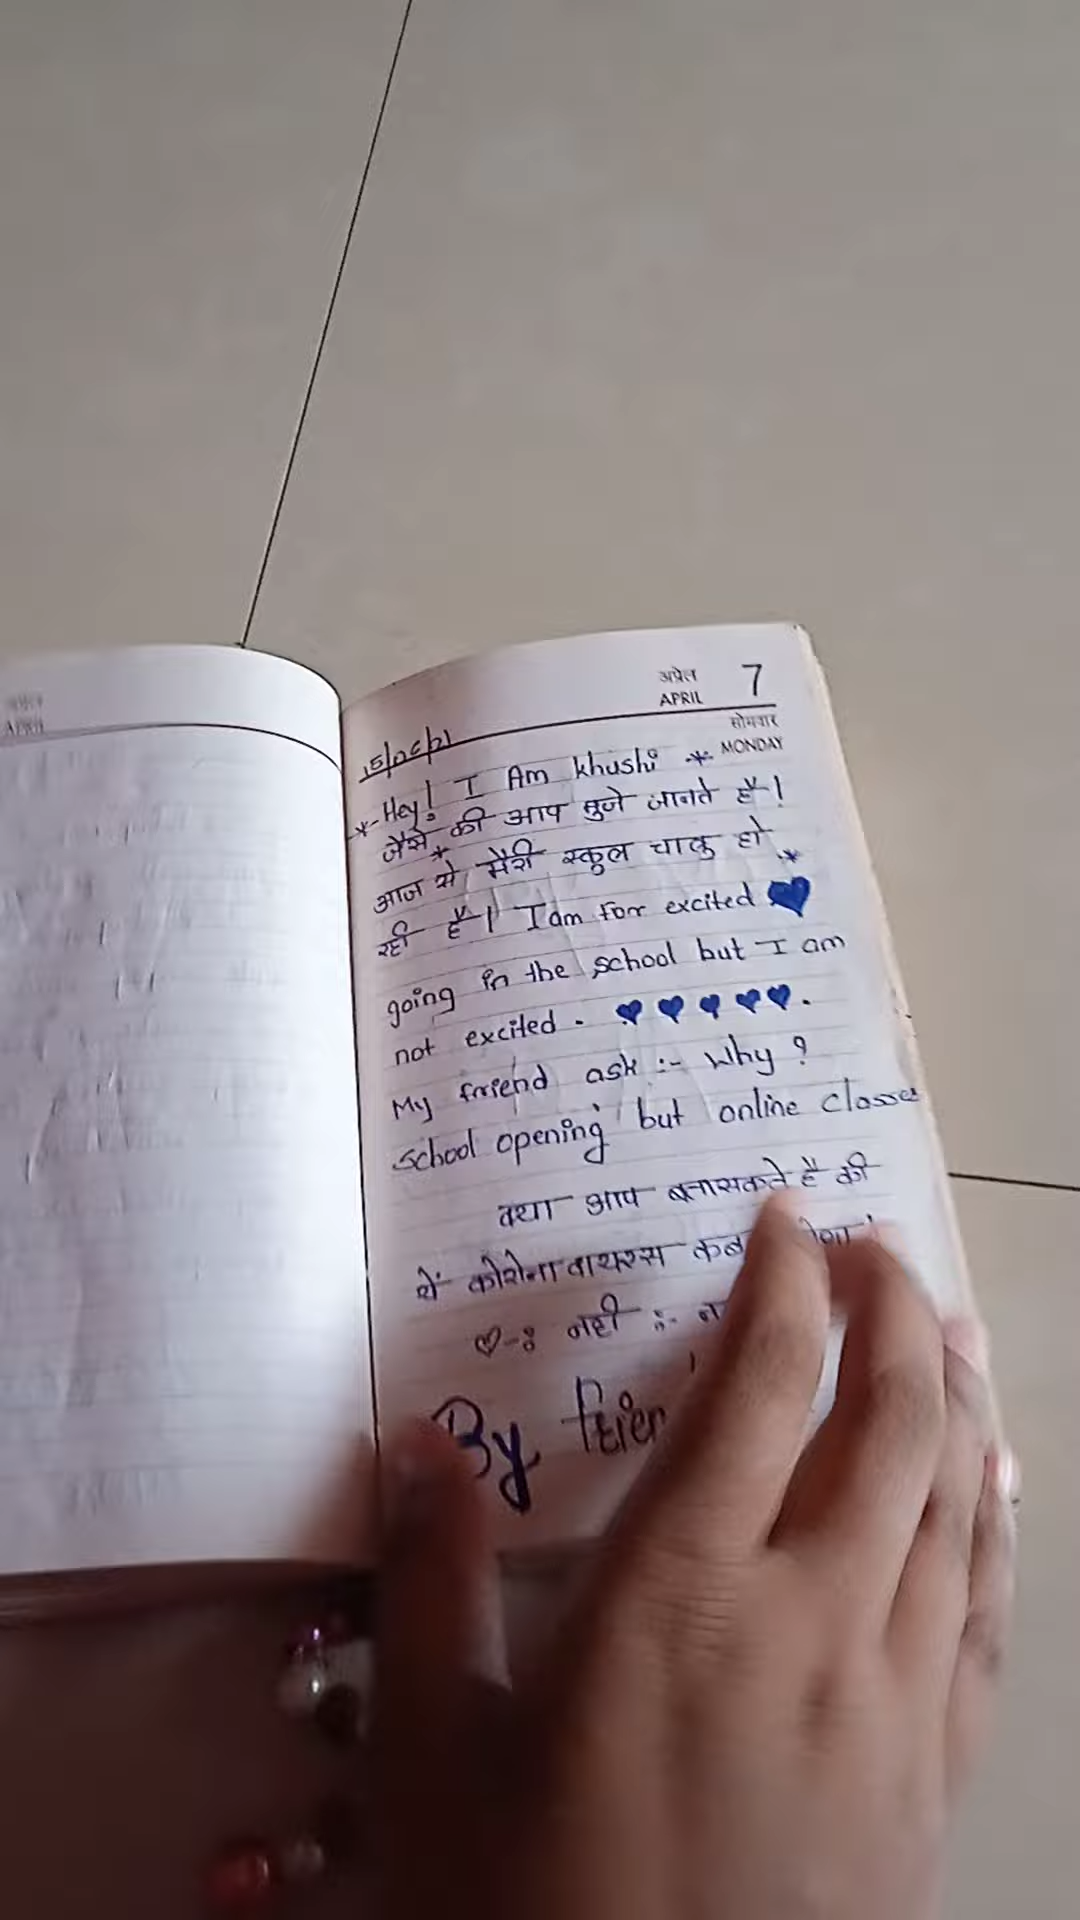 अप्रैल 7
APRIL
सोमवार
MONDAY
15/06/21
*-Hey! I Am khushi -*
जैसे की आप मुजे जानते है!
आज से मेरी स्कुल चालु हो
रही है! I am forr excited
going in the school but I am
not excited.
My friend ask :- Why?
School opening but online classes
क्या आप बतासकते है की
ये कोरोनावायरस कब
नही :-
By
APRIL